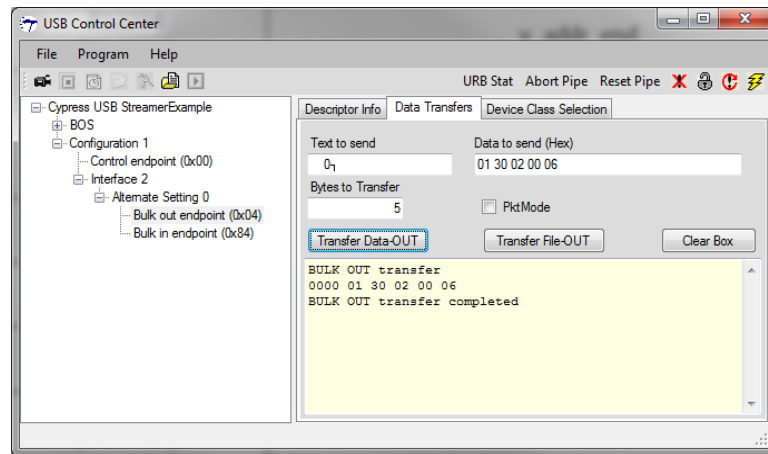 USB Control Center
File Program Help
URB Stat Abort Pipe Reset Pipe
Cypress USB StreamerExample
BOS
Configuration 1
Control endpoint (0x00)
Interface 2
Alternate Setting 0
Bulk out endpoint (0x04)
Bulk in endpoint (0x84)
Descriptor Info Data Transfers Device Class Selection
Text to send Data to send (Hex)
0┐ 01 30 02 00 06
Bytes to Transfer
5 PktMode
Transfer Data-OUT Transfer File-OUT Clear Box
BULK OUT transfer
0000 01 30 02 00 06
BULK OUT transfer completed